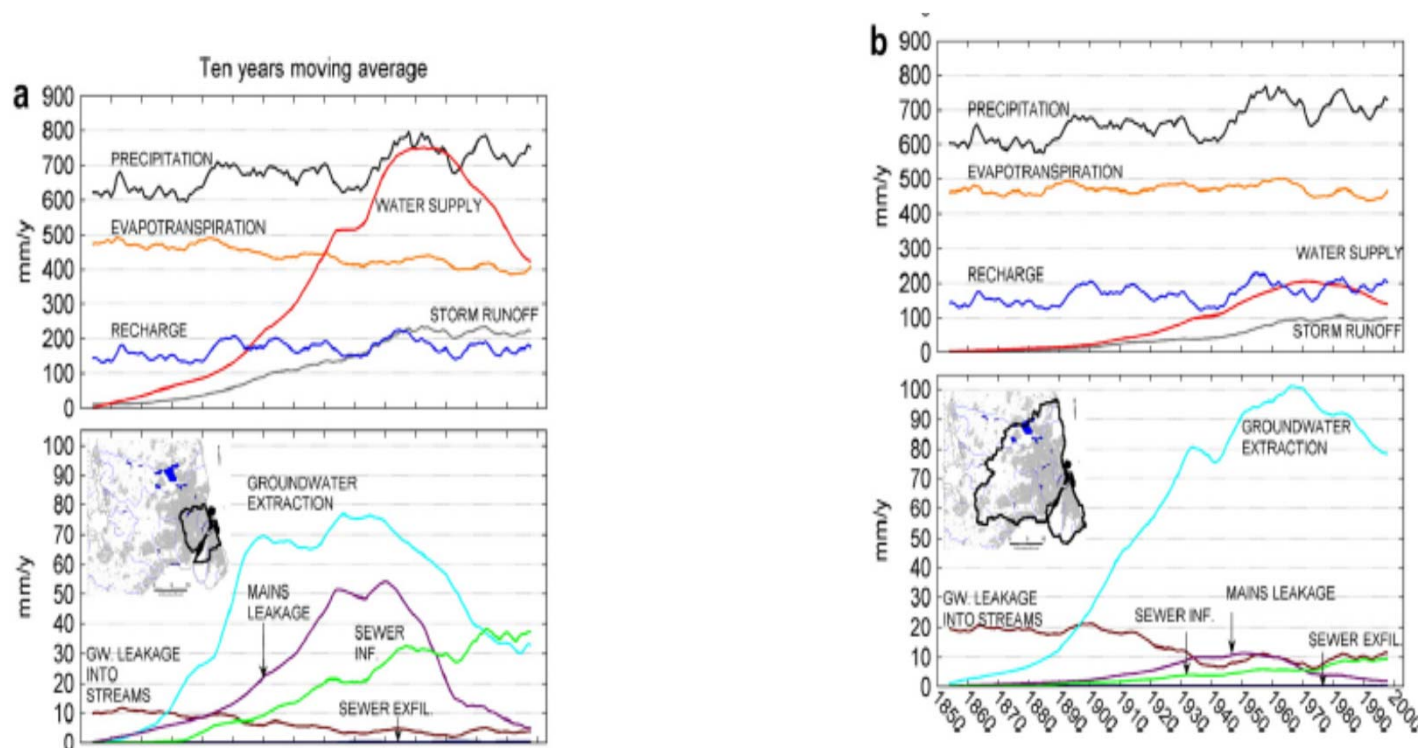 Ten years moving average
a
900
800
700
600
500
400
300
200
100
0
mm/y
PRECIPITATION
WATER SUPPLY
EVAPOTRANSPIRATION
STORM RUNOFF
RECHARGE
100
90
80
70
60
50
40
30
20
10
0
mm/y
GROUNDWATER
EXTRACTION
MAINS
LEAKAGE
SEWER
INF.
GW. LEAKAGE
INTO
STREAMS
SEWER EXFIL.
b
900
800
700
600
500
400
300
200
100
0
mm/y
PRECIPITATION
EVAPOTRANSPIRATION
WATER SUPPLY
RECHARGE
STORM RUNOFF
100
90
80
70
60
50
40
30
20
10
0
mm/y
GROUNDWATER
EXTRACTION
MAINS LEAKAGE
GW. LEAKAGE
INTO STREAMS
SEWER INF.
SEWER EXFIL.
1850
1860
1870
1880
1890
1900
1910
1920
1930
1940
1950
1960
1970
1980
1990